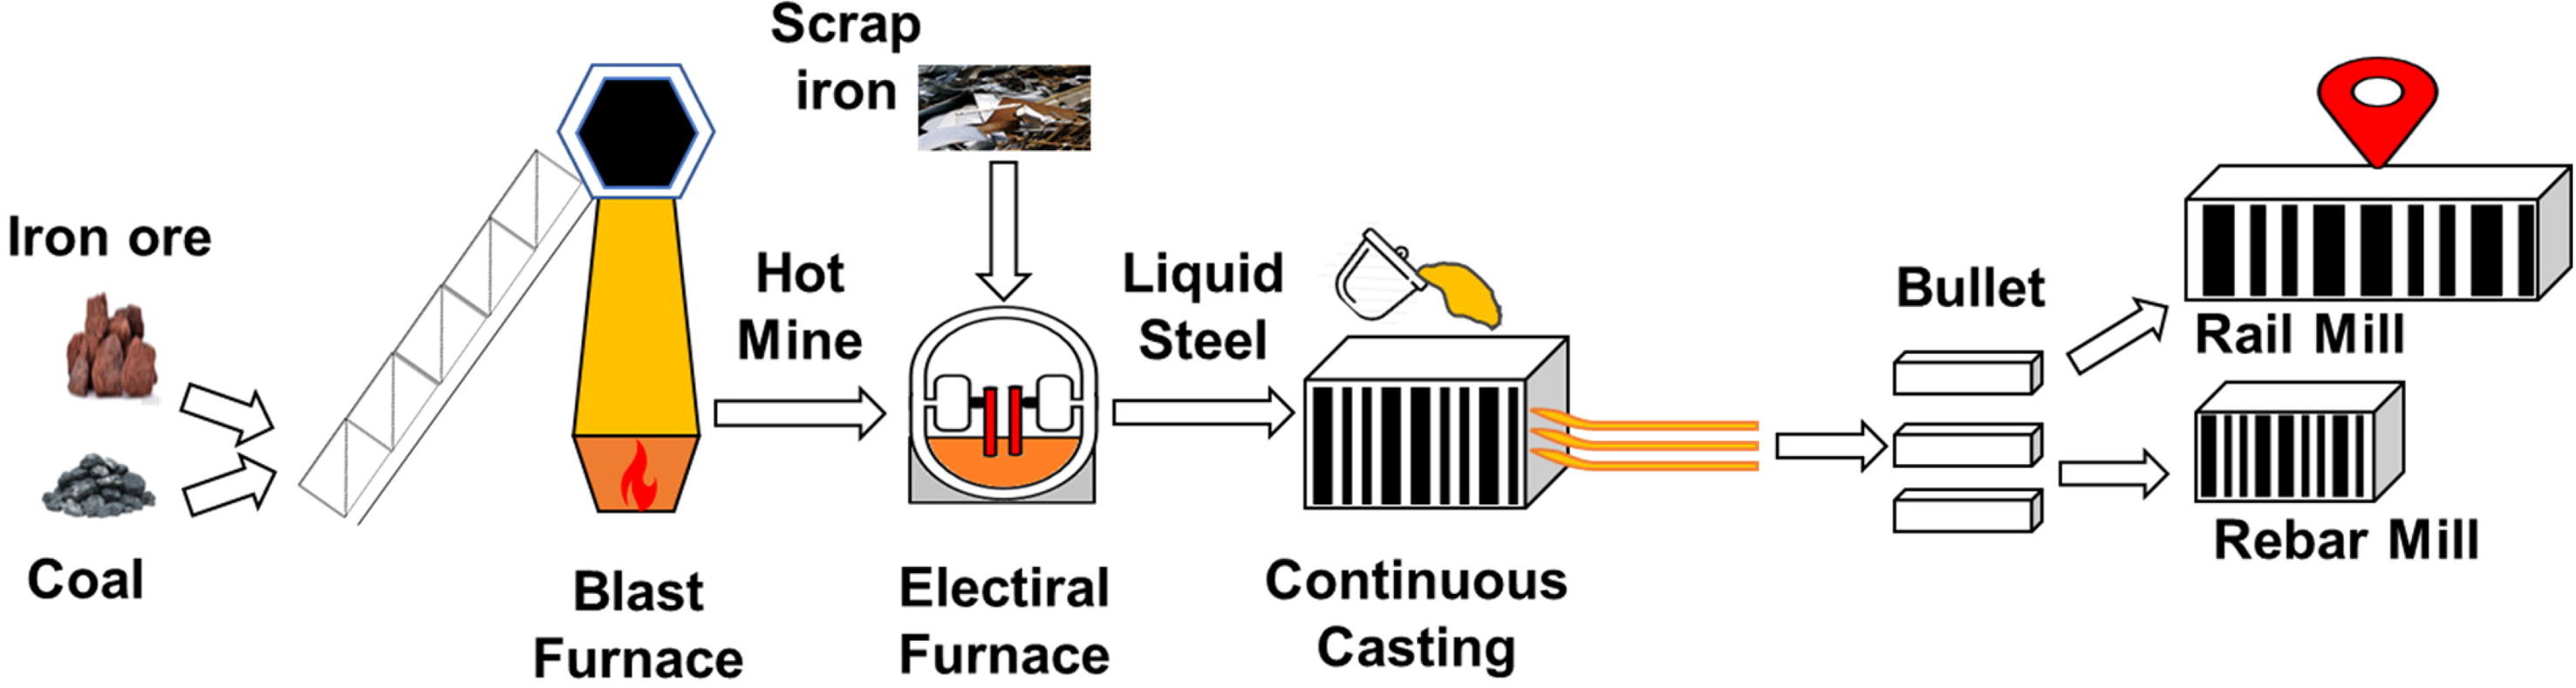 Iron ore
Coal
Blast
Furnace
Hot
Mine
Scrap
iron
Electiral
Furnace
Liquid
Steel
Continuous
Casting
Bullet
Rail Mill
Rebar Mill